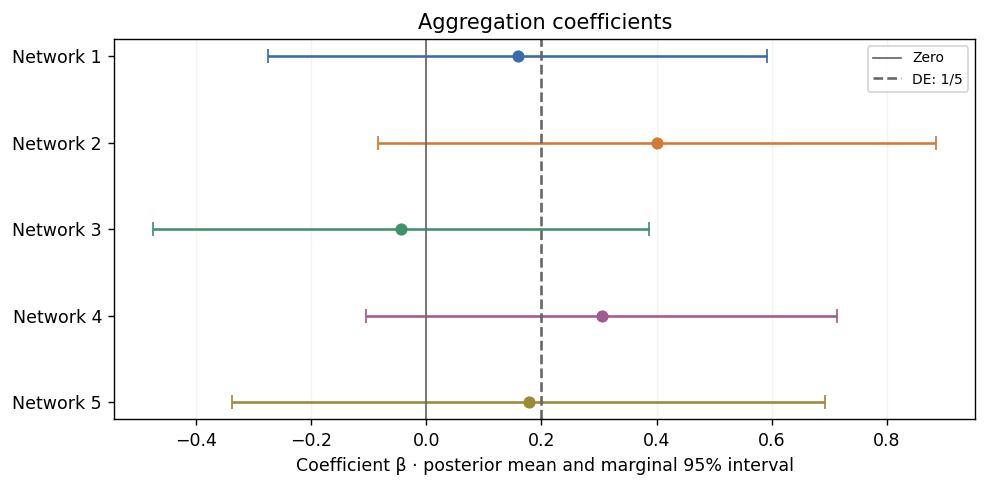 Aggregation coefficients
Network 1
Network 2
Network 3
Network 4
Network 5
Zero
DE: 1/5
−0.4 −0.2 0.0 0.2 0.4 0.6 0.8
Coefficient β · posterior mean and marginal 95% interval